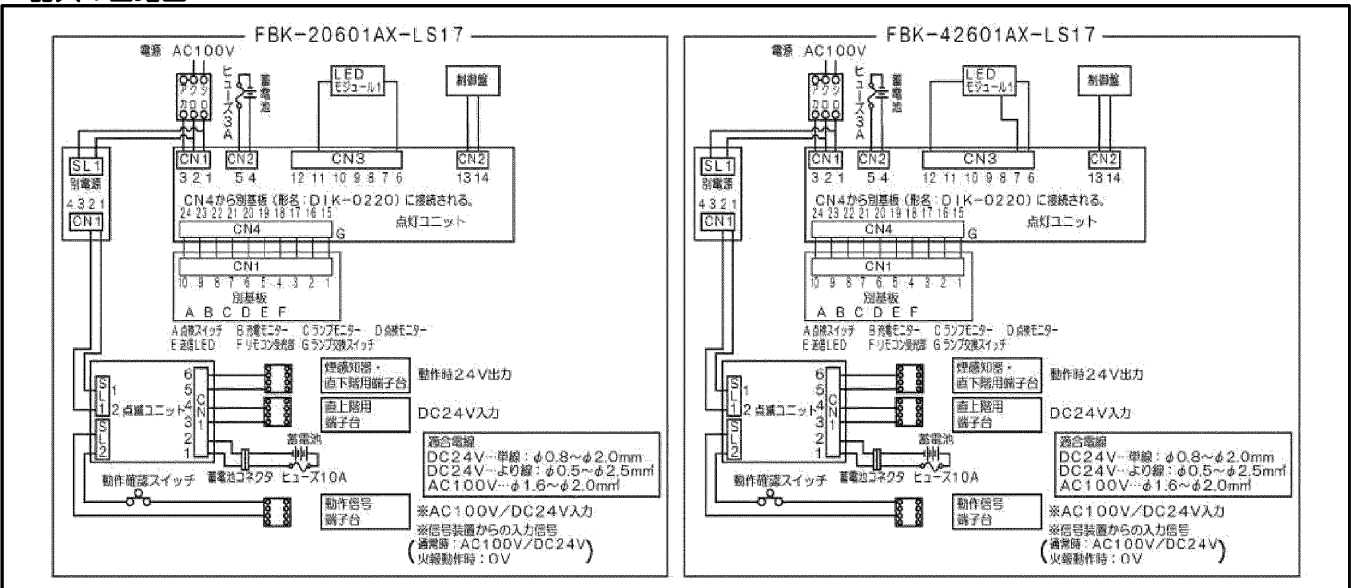 FBK-20601AX-LS17
電源 AC100V
アカ クロ シロ
ヒューズ3A
蓄電池
LED
モジュール1
制御盤
SL1
別電源
4 3 2 1
CN1
CN1
3 2 1
CN2
5 4
CN3
12 11 10 9 8 7 6
CN2
13 14
CN4から別基板(形名:DIK-0220)に接続される。
24 23 22 21 20 19 18 17 16 15
点灯ユニット
CN4
G
CN1
10 9 8 7 6 5 4 3 2 1
別基板
A B C D E F
A 点検スイッチ B 充電モニター C ランプモニター D 点検モニター
E 送信LED F リモコン受光部 G ランプ交換スイッチ
SL1
1
2
点滅ユニット
SL2
6
5
4
3
2
1
CN1
煙感知器・
直下階用端子台
動作時24V出力
直上階用
端子台
DC24V入力
蓄電池
蓄電池コネクタ ヒューズ10A
適合電線
DC24V…単線:φ0.8~φ2.0mm
DC24V…より線:φ0.5~φ2.5m㎡
AC100V…φ1.6~φ2.0m㎡
動作確認スイッチ
動作信号
端子台
※AC100V/DC24V入力
※信号装置からの入力信号
(通常時:AC100V/DC24V)
火報動作時:0V
FBK-42601AX-LS17
電源 AC100V
アカ クロ シロ
ヒューズ3A
蓄電池
LED
モジュール1
制御盤
SL1
別電源
4 3 2 1
CN1
CN1
3 2 1
CN2
5 4
CN3
12 11 10 9 8 7 6
CN2
13 14
CN4から別基板(形名:DIK-0220)に接続される。
24 23 22 21 20 19 18 17 16 15
点灯ユニット
CN4
G
CN1
10 9 8 7 6 5 4 3 2 1
別基板
A B C D E F
A 点検スイッチ B 充電モニター C ランプモニター D 点検モニター
E 送信LED F リモコン受光部 G ランプ交換スイッチ
SL1
1
2
点滅ユニット
SL2
6
5
4
3
2
1
CN1
煙感知器・
直下階用端子台
動作時24V出力
直上階用
端子台
DC24V入力
蓄電池
蓄電池コネクタ ヒューズ10A
適合電線
DC24V…単線:φ0.8~φ2.0mm
DC24V…より線:φ0.5~φ2.5m㎡
AC100V…φ1.6~φ2.0m㎡
動作確認スイッチ
動作信号
端子台
※AC100V/DC24V入力
※信号装置からの入力信号
(通常時:AC100V/DC24V)
火報動作時:0V